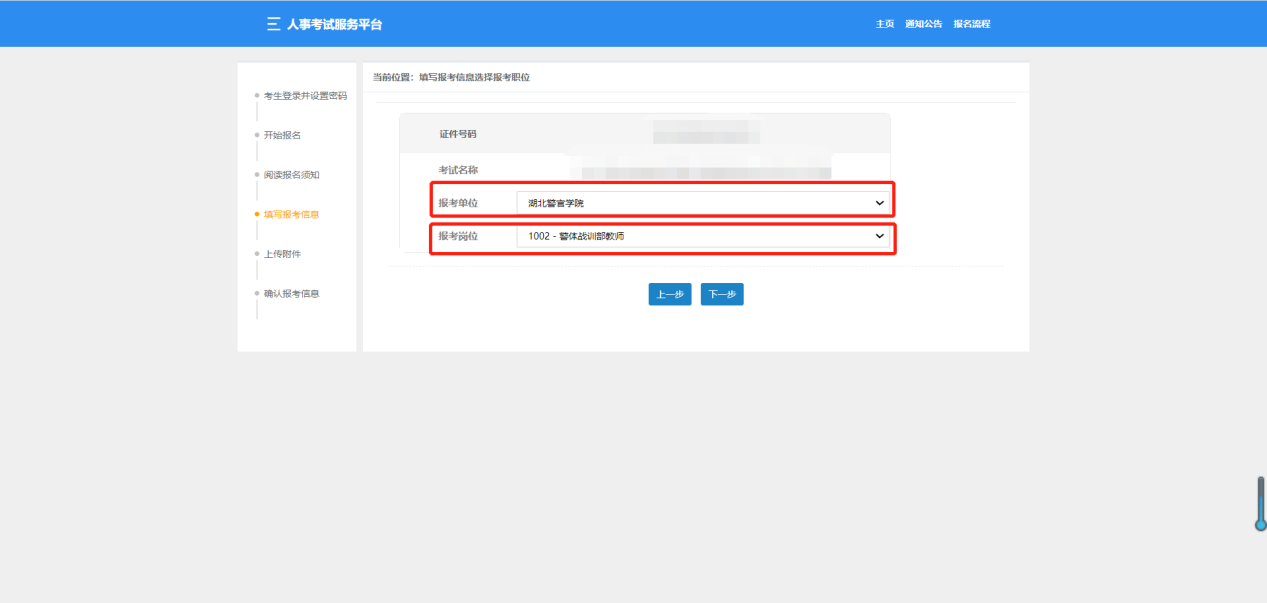 三 人事考试服务平台
主页 通知公告 报名流程
当前位置：填写报考信息选择报考职位
考生登录并设置密码
开始报名
阅读报名须知
填写报考信息
上传附件
确认报考信息
证件号码
考试名称
报考单位 湖北警官学院
报考岗位 1002 - 警体战训部教师
上一步 下一步